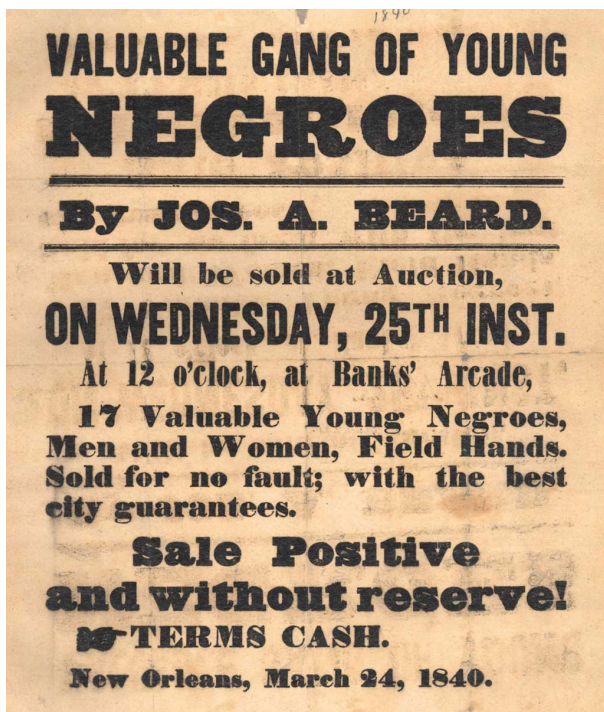 1840
VALUABLE GANG OF YOUNG
NEGROES
By JOS. A. BEARD.
Will be sold at Auction,
ON WEDNESDAY, 25TH INST.
At 12 o'clock, at Banks' Arcade,
17 Valuable Young Negroes,
Men and Women, Field Hands.
Sold for no fault; with the best
city guarantees.
Sale Positive
and without reserve!
☛TERMS CASH.
New Orleans, March 24, 1840.